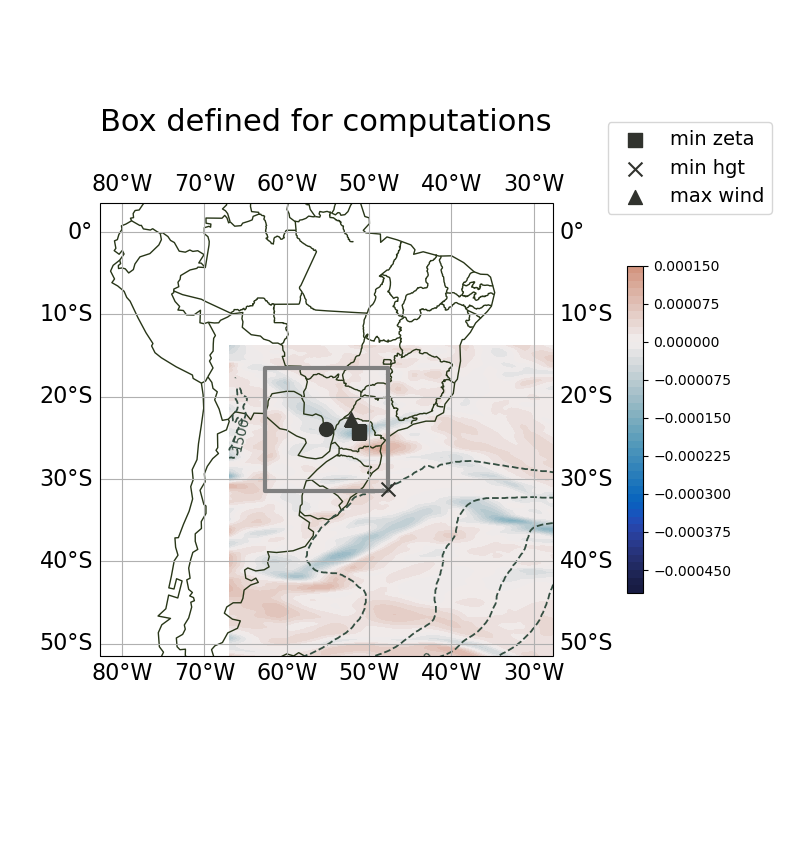 Box defined for computations
min zeta
min hgt
max wind
80°W 70°W 60°W 50°W 40°W 30°W
0° 0°
10°S 10°S
20°S 20°S
1500
30°S 30°S
40°S 40°S
50°S 50°S
80°W 70°W 60°W 50°W 40°W 30°W
0.000150
0.000075
0.000000
−0.000075
−0.000150
−0.000225
−0.000300
−0.000375
−0.000450